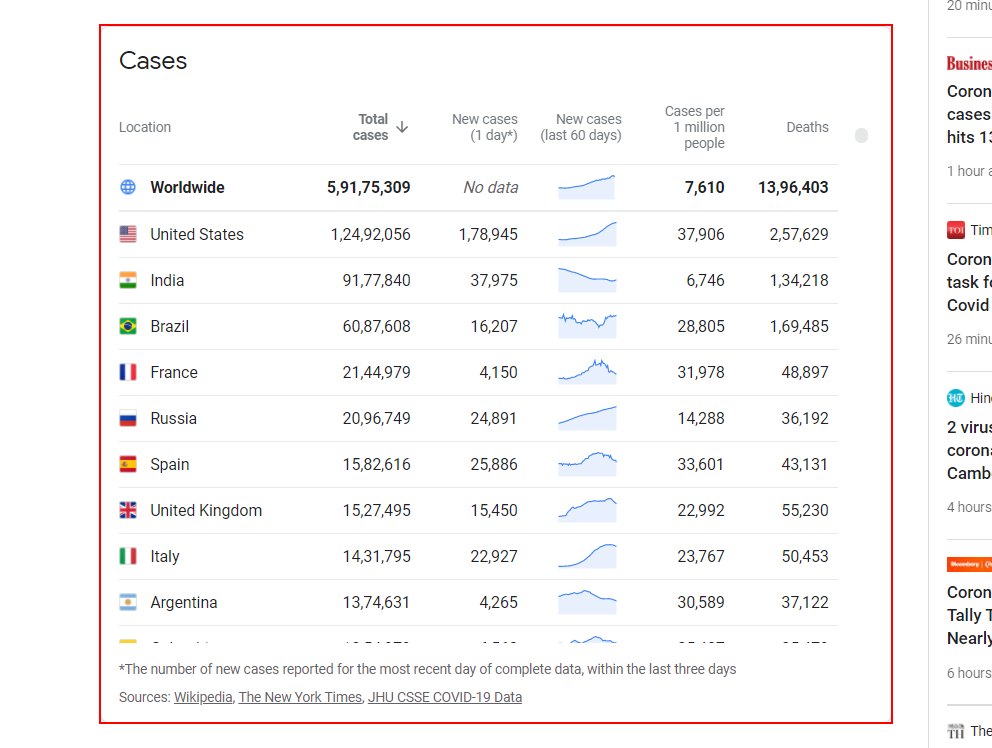 Cases
Location Total cases New cases (1 day*) New cases (last 60 days) Cases per 1 million people Deaths
Worldwide 5,91,75,309 No data 7,610 13,96,403
United States 1,24,92,056 1,78,945 37,906 2,57,629
India 91,77,840 37,975 6,746 1,34,218
Brazil 60,87,608 16,207 28,805 1,69,485
France 21,44,979 4,150 31,978 48,897
Russia 20,96,749 24,891 14,288 36,192
Spain 15,82,616 25,886 33,601 43,131
United Kingdom 15,27,495 15,450 22,992 55,230
Italy 14,31,795 22,927 23,767 50,453
Argentina 13,74,631 4,265 30,589 37,122
*The number of new cases reported for the most recent day of complete data, within the last three days
Sources: Wikipedia, The New York Times, JHU CSSE COVID-19 Data
20 minu
Busines
Coron
cases
hits 13
1 hour a
TOI Tim
Coron
task fo
Covid
26 minu
HT Hind
2 virus
corona
Camb
4 hours
Coron
Tally T
Nearly
6 hours
TH The